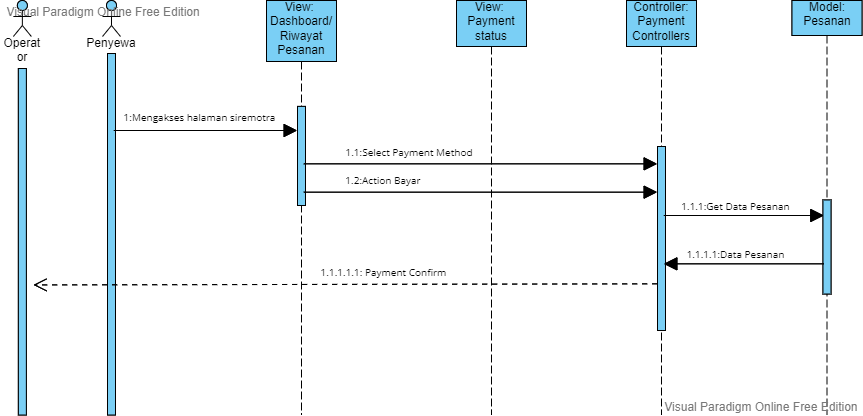 Visual Paradigm Online Free Edition
Operat
or
Penyewa
View:
Dashboard/
Riwayat
Pesanan
View:
Payment
status
Controller:
Payment
Controllers
Model:
Pesanan
1:Mengakses halaman siremotra
1.1:Select Payment Method
1.2:Action Bayar
1.1.1:Get Data Pesanan
1.1.1.1:Data Pesanan
1.1.1.1.1: Payment Confirm
Visual Paradigm Online Free Edition